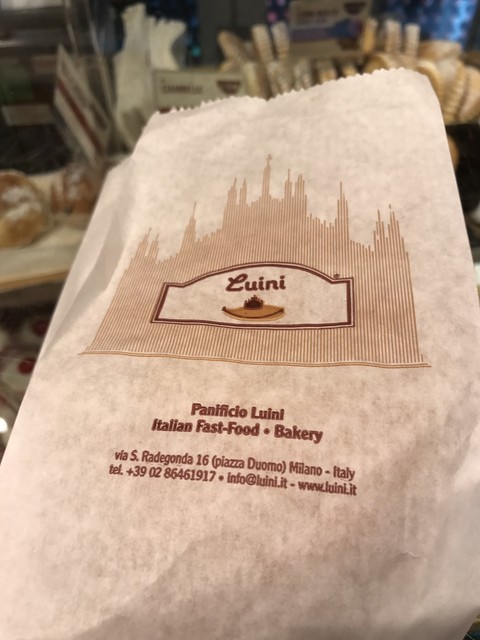 Luini
Panificio Luini
Italian Fast-Food • Bakery
via S. Radegonda 16 (piazza Duomo) Milano - Italy
tel. +39 02 86461917 • info@luini.it - www.luini.it